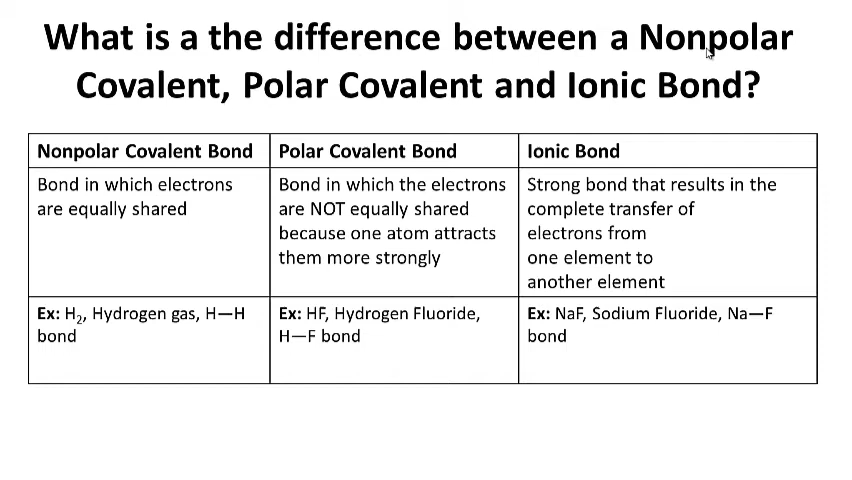 What is a the difference between a Nonpolar
Covalent, Polar Covalent and Ionic Bond?
Nonpolar Covalent Bond
Polar Covalent Bond
Ionic Bond
Bond in which electrons
are equally shared
Bond in which the electrons
are NOT equally shared
because one atom attracts
them more strongly
Strong bond that results in the
complete transfer of
electrons from
one element to
another element
Ex: H₂, Hydrogen gas, H—H
bond
Ex: HF, Hydrogen Fluoride,
H—F bond
Ex: NaF, Sodium Fluoride, Na—F
bond